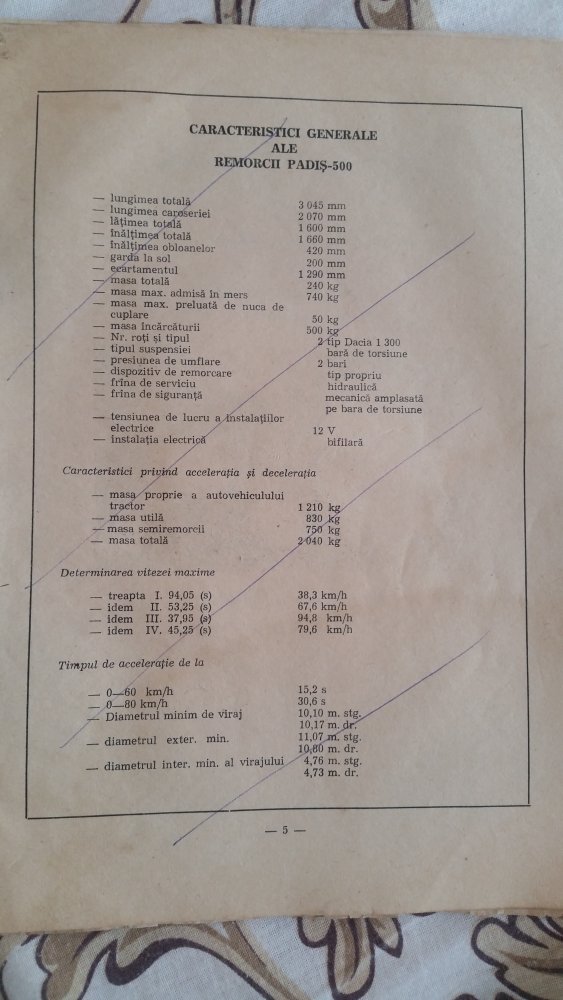 CARACTERISTICI GENERALE
ALE
REMORCII PADIŞ-500
— lungimea totală 3 045 mm
— lungimea caroseriei 2 070 mm
— lăţimea totală 1 600 mm
— înălţimea totală 1 660 mm
— înălţimea obloanelor 420 mm
— garda la sol 200 mm
— ecartamentul 1 290 mm
— masa totală 240 kg
— masa max. admisă în mers 740 kg
— masa max. preluată de nuca de
cuplare 50 kg
— masa încărcăturii 500 kg
— Nr. roţi şi tipul 2 tip Dacia 1 300
— tipul suspensiei bară de torsiune
— presiunea de umflare 2 bari
— dispozitiv de remorcare tip propriu
— frîna de serviciu hidraulică
— frîna de siguranţă mecanică amplasată
pe bara de torsiune
— tensiunea de lucru a instalaţiilor
electrice 12 V
— instalaţia electrică bifilară
Caracteristici privind acceleraţia şi deceleraţia
— masa proprie a autovehiculului
tractor 1 210 kg
— masa utilă 830 kg
— masa semiremorcii 750 kg
— masa totală 2 040 kg
Determinarea vitezei maxime
— treapta I. 94,05 (s) 38,3 km/h
— idem II. 53,25 (s) 67,6 km/h
— idem III. 37,95 (s) 94,8 km/h
— idem IV. 45,25 (s) 79,6 km/h
Timpul de acceleraţie de la
— 0—60 km/h 15,2 s
— 0—80 km/h 30,6 s
— Diametrul minim de viraj 10,10 m. stg.
10,17 m. dr.
— diametrul exter. min. 11,07 m. stg.
10,80 m. dr.
— diametrul inter. min. al virajului 4,76 m. stg.
4,73 m. dr.
— 5 —